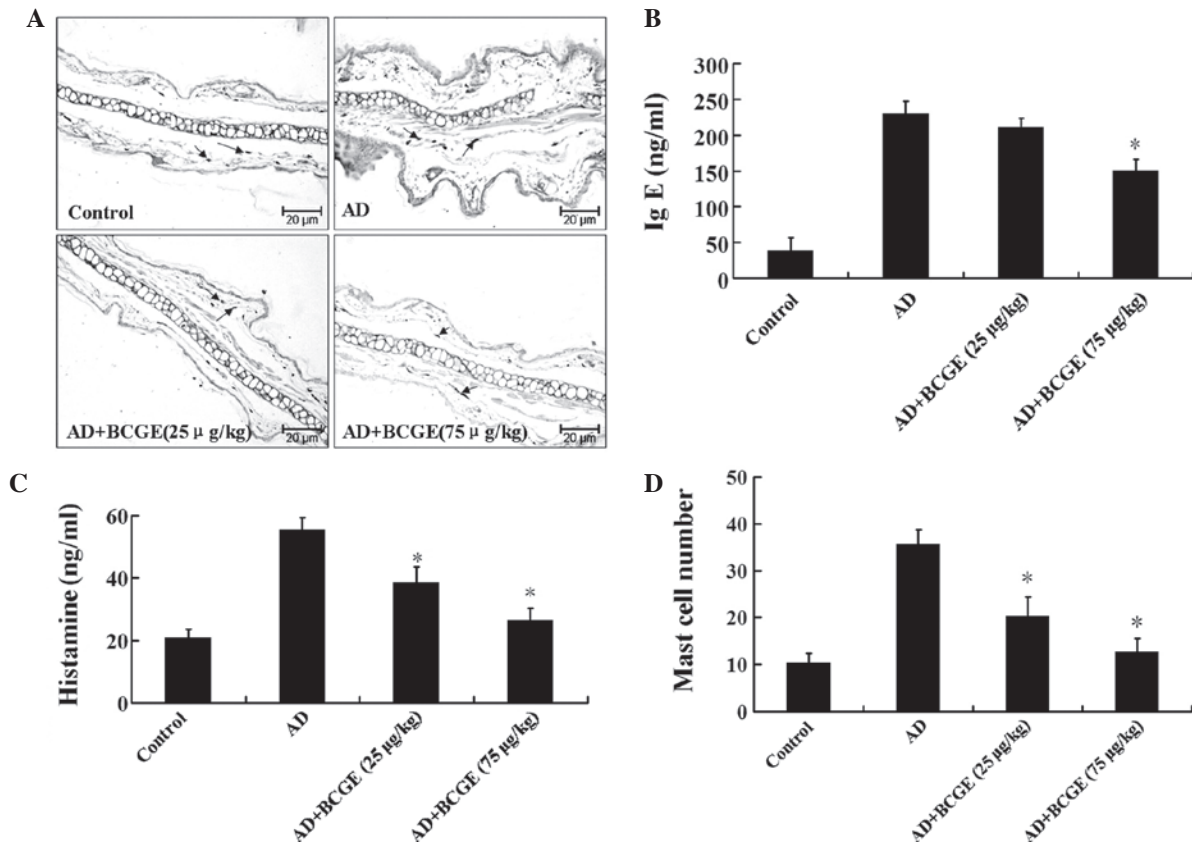 A
Control
20 µm
AD
20 µm
AD+BCGE(25 µ g/kg)
20 µm
AD+BCGE(75 µ g/kg)
20 µm
B
Ig E (ng/ml)
300
250
200
150
100
50
0
*
Control
AD
AD+BCGE (25 µg/kg)
AD+BCGE (75 µg/kg)
C
Histamine (ng/ml)
60
40
20
0
*
*
Control
AD
AD+BCGE (25 µg/kg)
AD+BCGE (75 µg/kg)
D
Mast cell number
50
40
30
20
10
0
*
*
Control
AD
AD+BCGE (25 µg/kg)
AD+BCGE (75 µg/kg)